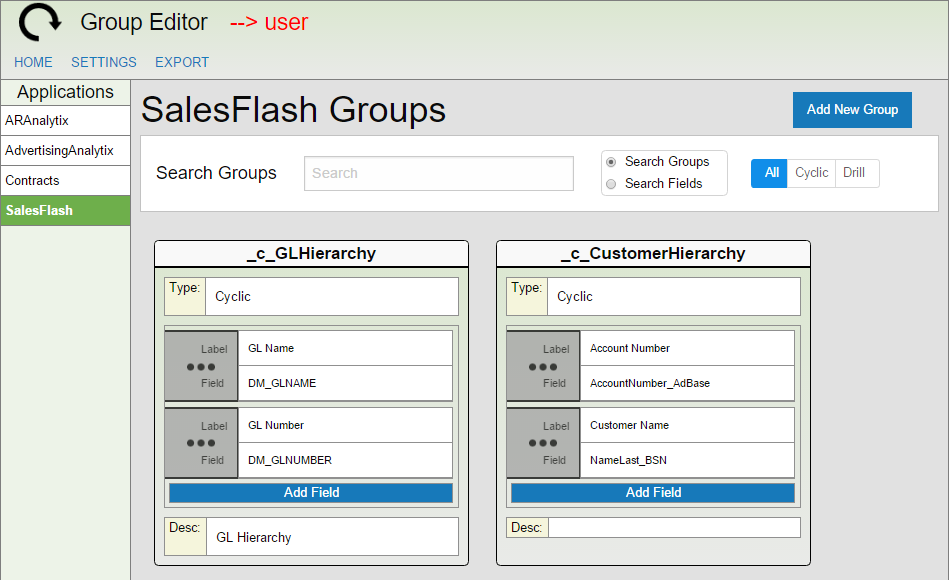 Group Editor --> user
HOME SETTINGS EXPORT
Applications
ARAnalytix
AdvertisingAnalytix
Contracts
SalesFlash
SalesFlash Groups
Add New Group
Search Groups
Search
Search Groups
Search Fields
All Cyclic Drill
_c_GLHierarchy
Type: Cyclic
Label GL Name
Field DM_GLNAME
Label GL Number
Field DM_GLNUMBER
Add Field
Desc: GL Hierarchy
_c_CustomerHierarchy
Type: Cyclic
Label Account Number
Field AccountNumber_AdBase
Label Customer Name
Field NameLast_BSN
Add Field
Desc: